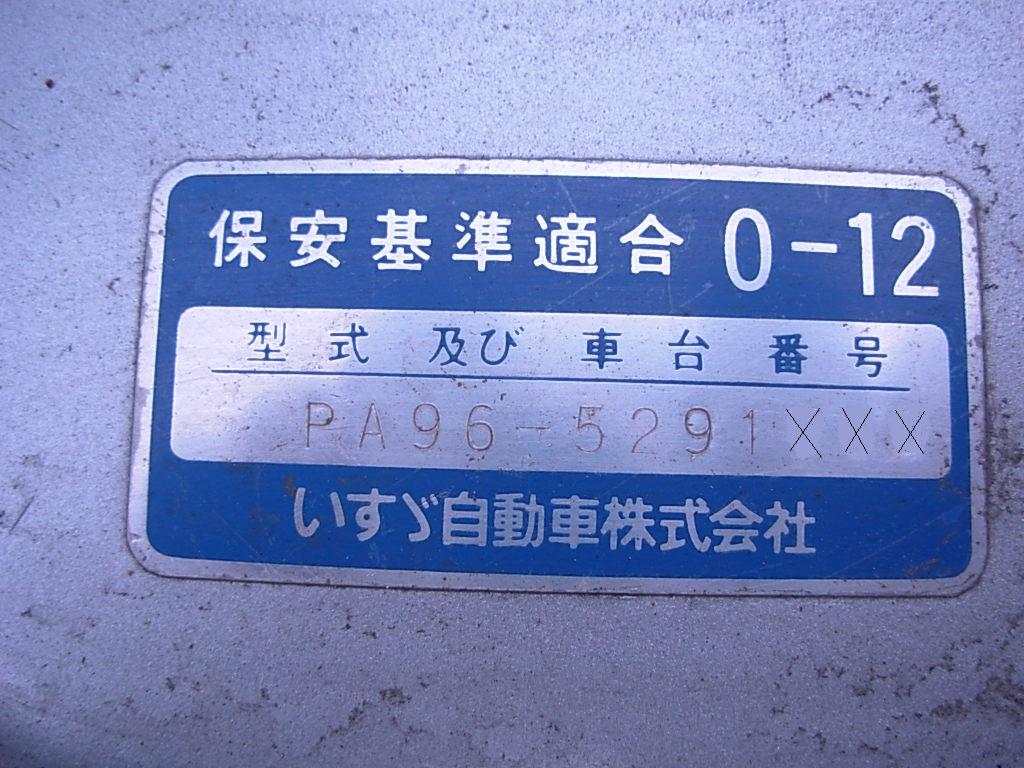 保安基準適合 0-12
型式及び車台番号
PA96-5291XXX
いすゞ自動車株式会社